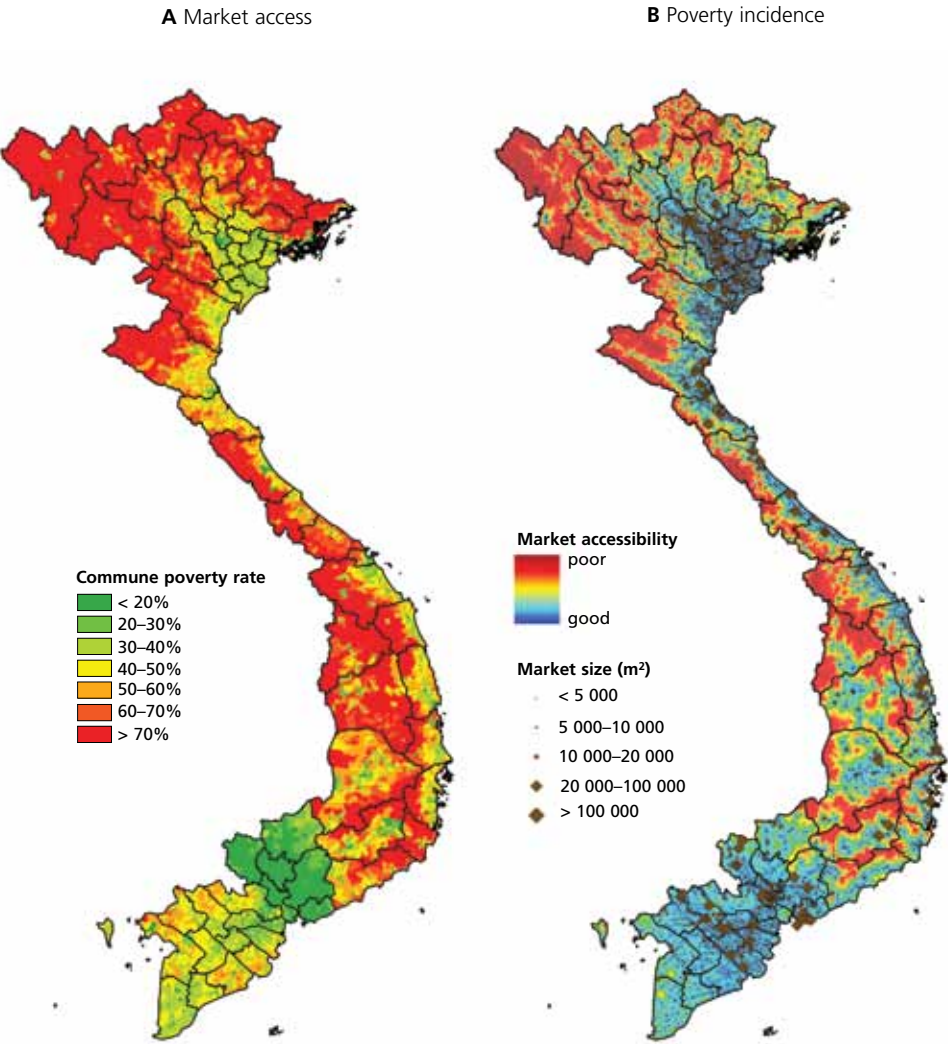 A Market access
B Poverty incidence
Market accessibility
poor
good
Commune poverty rate
< 20%
20–30%
30–40%
40–50%
50–60%
60–70%
> 70%
Market size (m²)
< 5 000
5 000–10 000
10 000–20 000
20 000–100 000
> 100 000